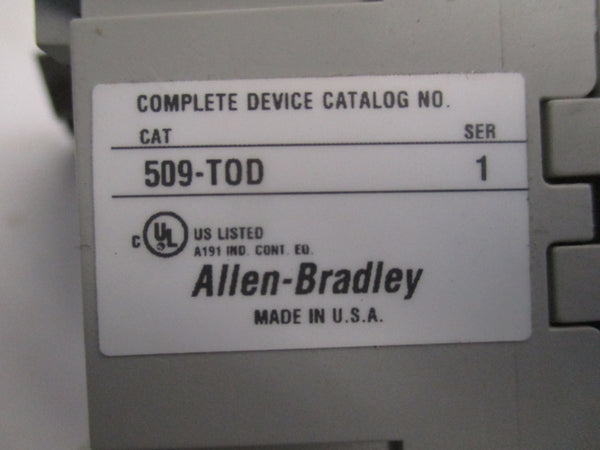 COMPLETE DEVICE CATALOG NO.
CAT SER
509-TOD 1
C UL US LISTED
A191 IND. CONT. EQ.
Allen-Bradley
MADE IN U.S.A.